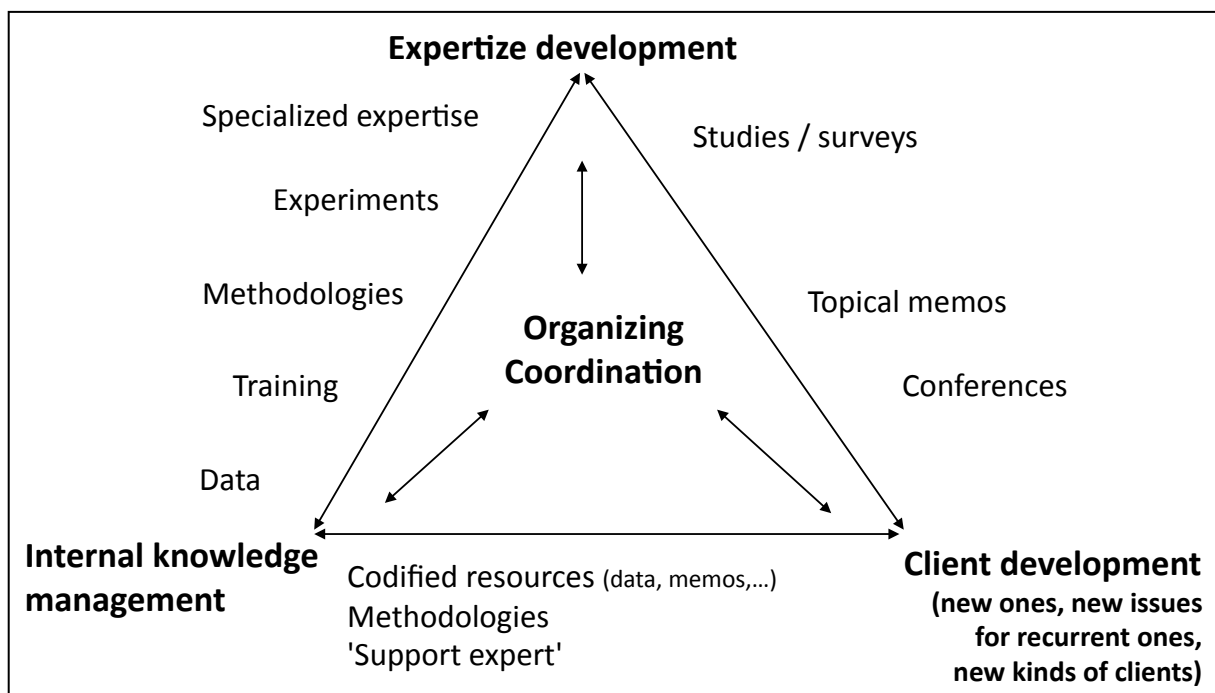 Expertize development
Specialized expertise
Studies / surveys
Experiments
Methodologies
Topical memos
Organizing
Coordination
Training
Conferences
Data
Internal knowledge
management
Codified resources (data, memos,...)
Methodologies
'Support expert'
Client development
(new ones, new issues
for recurrent ones,
new kinds of clients)